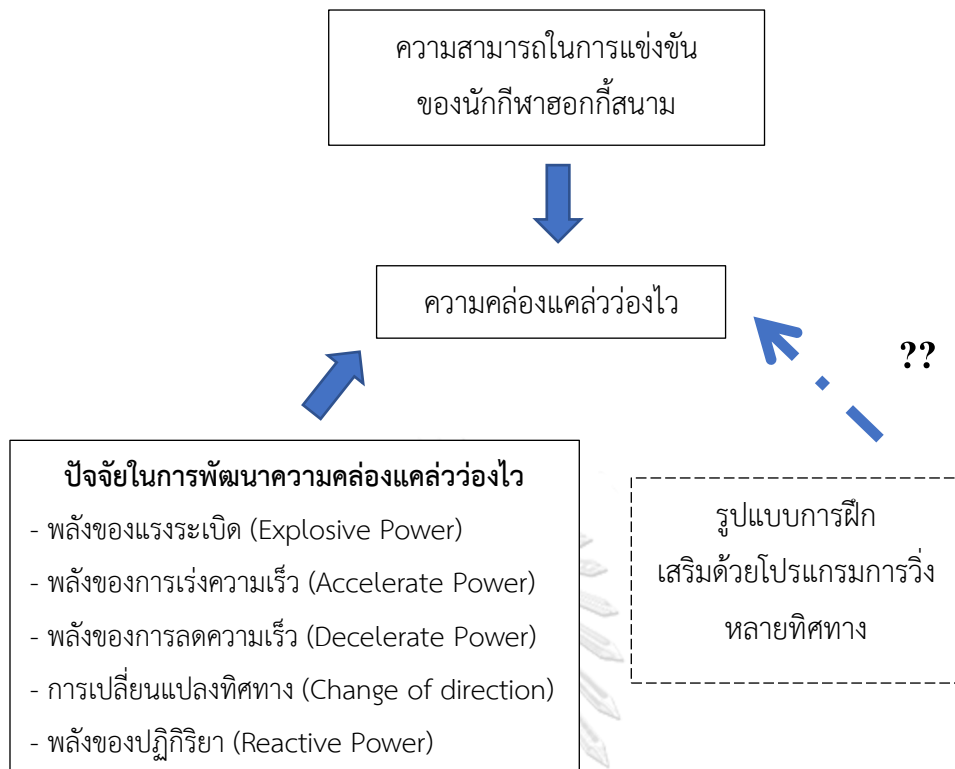 ความสามารถในการแข่งขัน
ของนักกีฬาฮอกกี้สนาม
ความคล่องแคล่วว่องไว
??
ปัจจัยในการพัฒนาความคล่องแคล่วว่องไว
- พลังของแรงระเบิด (Explosive Power)
- พลังของการเร่งความเร็ว (Accelerate Power)
- พลังของการลดความเร็ว (Decelerate Power)
- การเปลี่ยนแปลงทิศทาง (Change of direction)
- พลังของปฏิกิริยา (Reactive Power)
รูปแบบการฝึก
เสริมด้วยโปรแกรมการวิ่ง
หลายทิศทาง